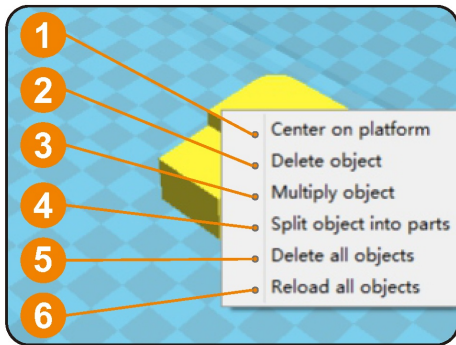 1
Center on platform
2
Delete object
3
Multiply object
4
Split object into parts
5
Delete all objects
6
Reload all objects